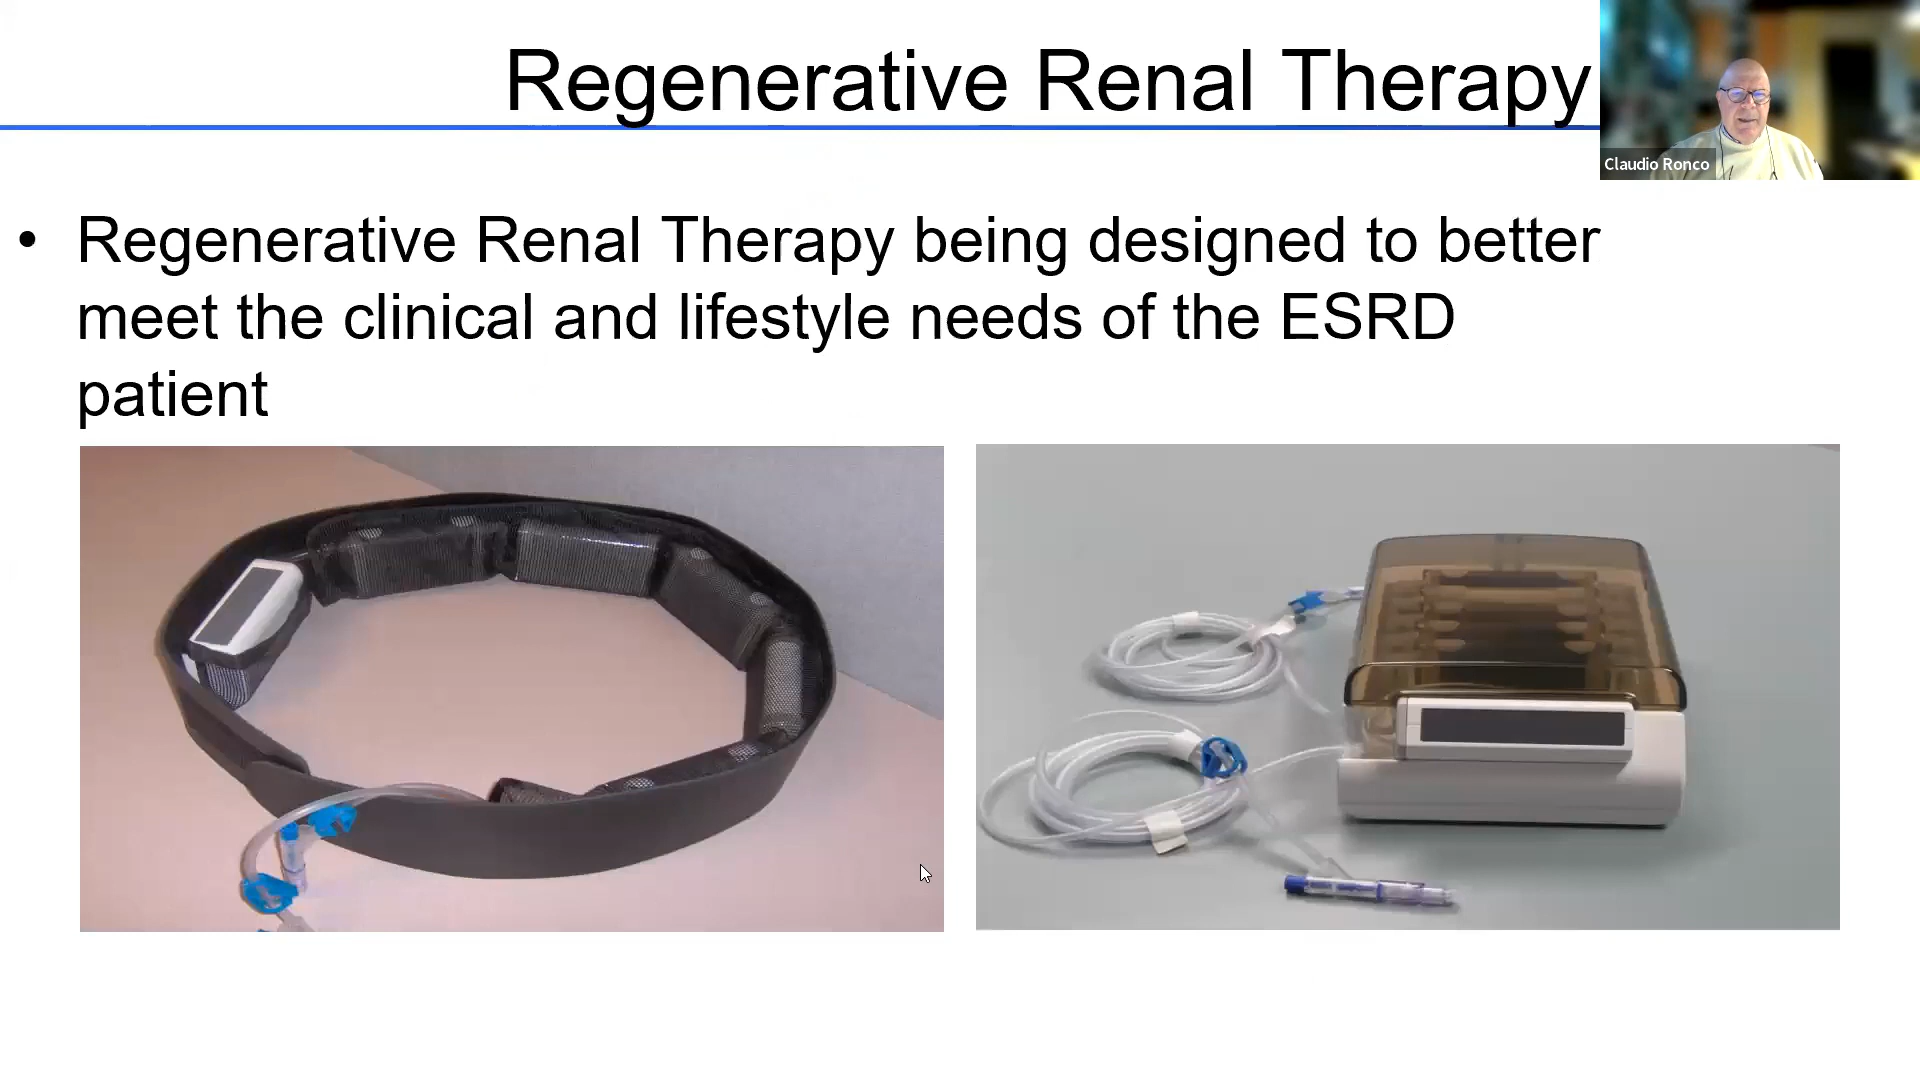 Regenerative Renal Therapy
Claudio Ronco
• Regenerative Renal Therapy being designed to better
meet the clinical and lifestyle needs of the ESRD
patient